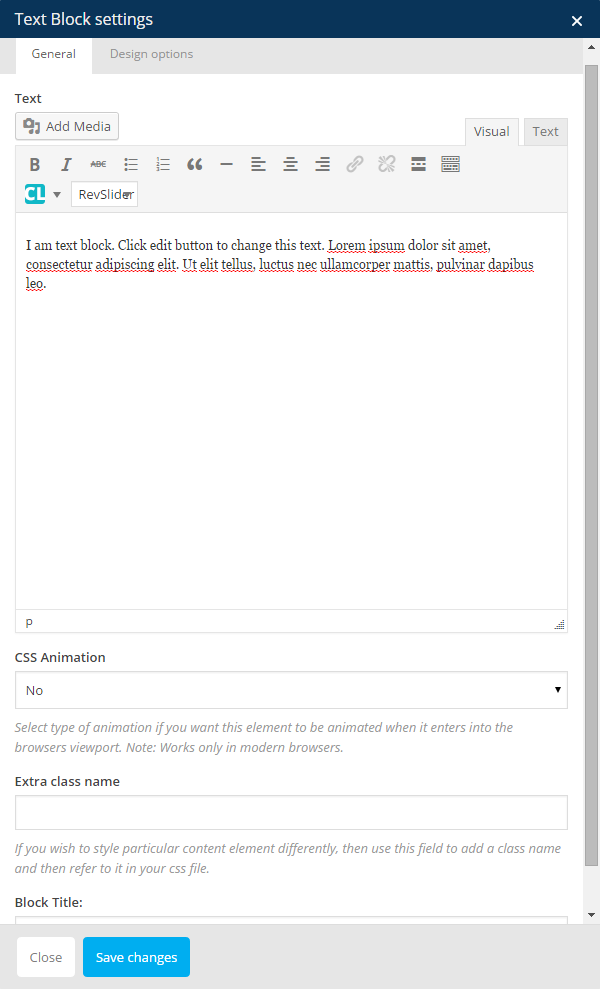 Text Block settings
General Design options
Text
Add Media
Visual Text
B I ABC
CL RevSlider
I am text block. Click edit button to change this text. Lorem ipsum dolor sit amet,
consectetur adipiscing elit. Ut elit tellus, luctus nec ullamcorper mattis, pulvinar dapibus
leo.
p
CSS Animation
No
Select type of animation if you want this element to be animated when it enters into the
browsers viewport. Note: Works only in modern browsers.
Extra class name
If you wish to style particular content element differently, then use this field to add a class name
and then refer to it in your css file.
Block Title:
Close Save changes